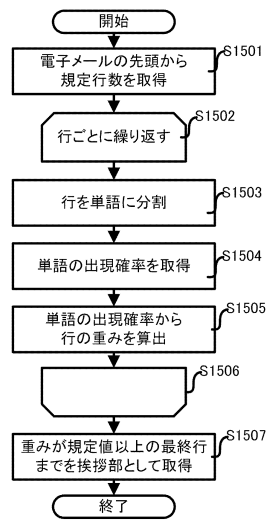 開始
電子メールの先頭から
規定行数を取得
S1501
行ごとに繰り返す
S1502
行を単語に分割
S1503
単語の出現確率を取得
S1504
単語の出現確率から
行の重みを算出
S1505
S1506
重みが規定値以上の最終行
までを挨拶部として取得
S1507
終了